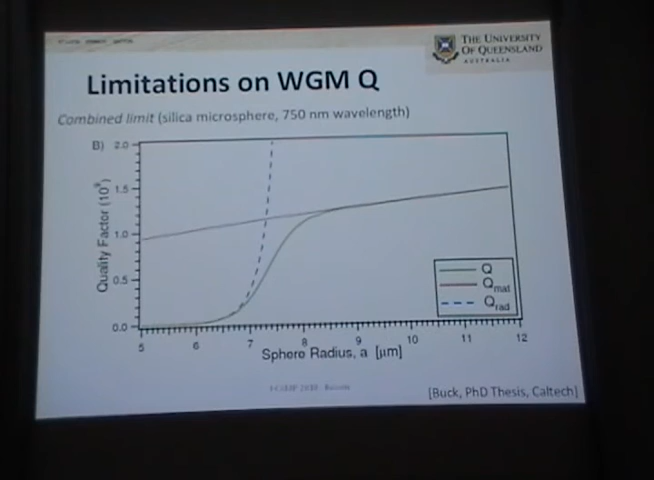 THE UNIVERSITY
OF QUEENSLAND
AUSTRALIA
Limitations on WGM Q
Combined limit (silica microsphere, 750 nm wavelength)
B)
2.0
1.5
1.0
0.5
0.0
Quality Factor (10⁹)
Q
Qmat
Qrad
5 6 7 8 9 10 11 12
Sphere Radius, a [µm]
[Buck, PhD Thesis, Caltech]